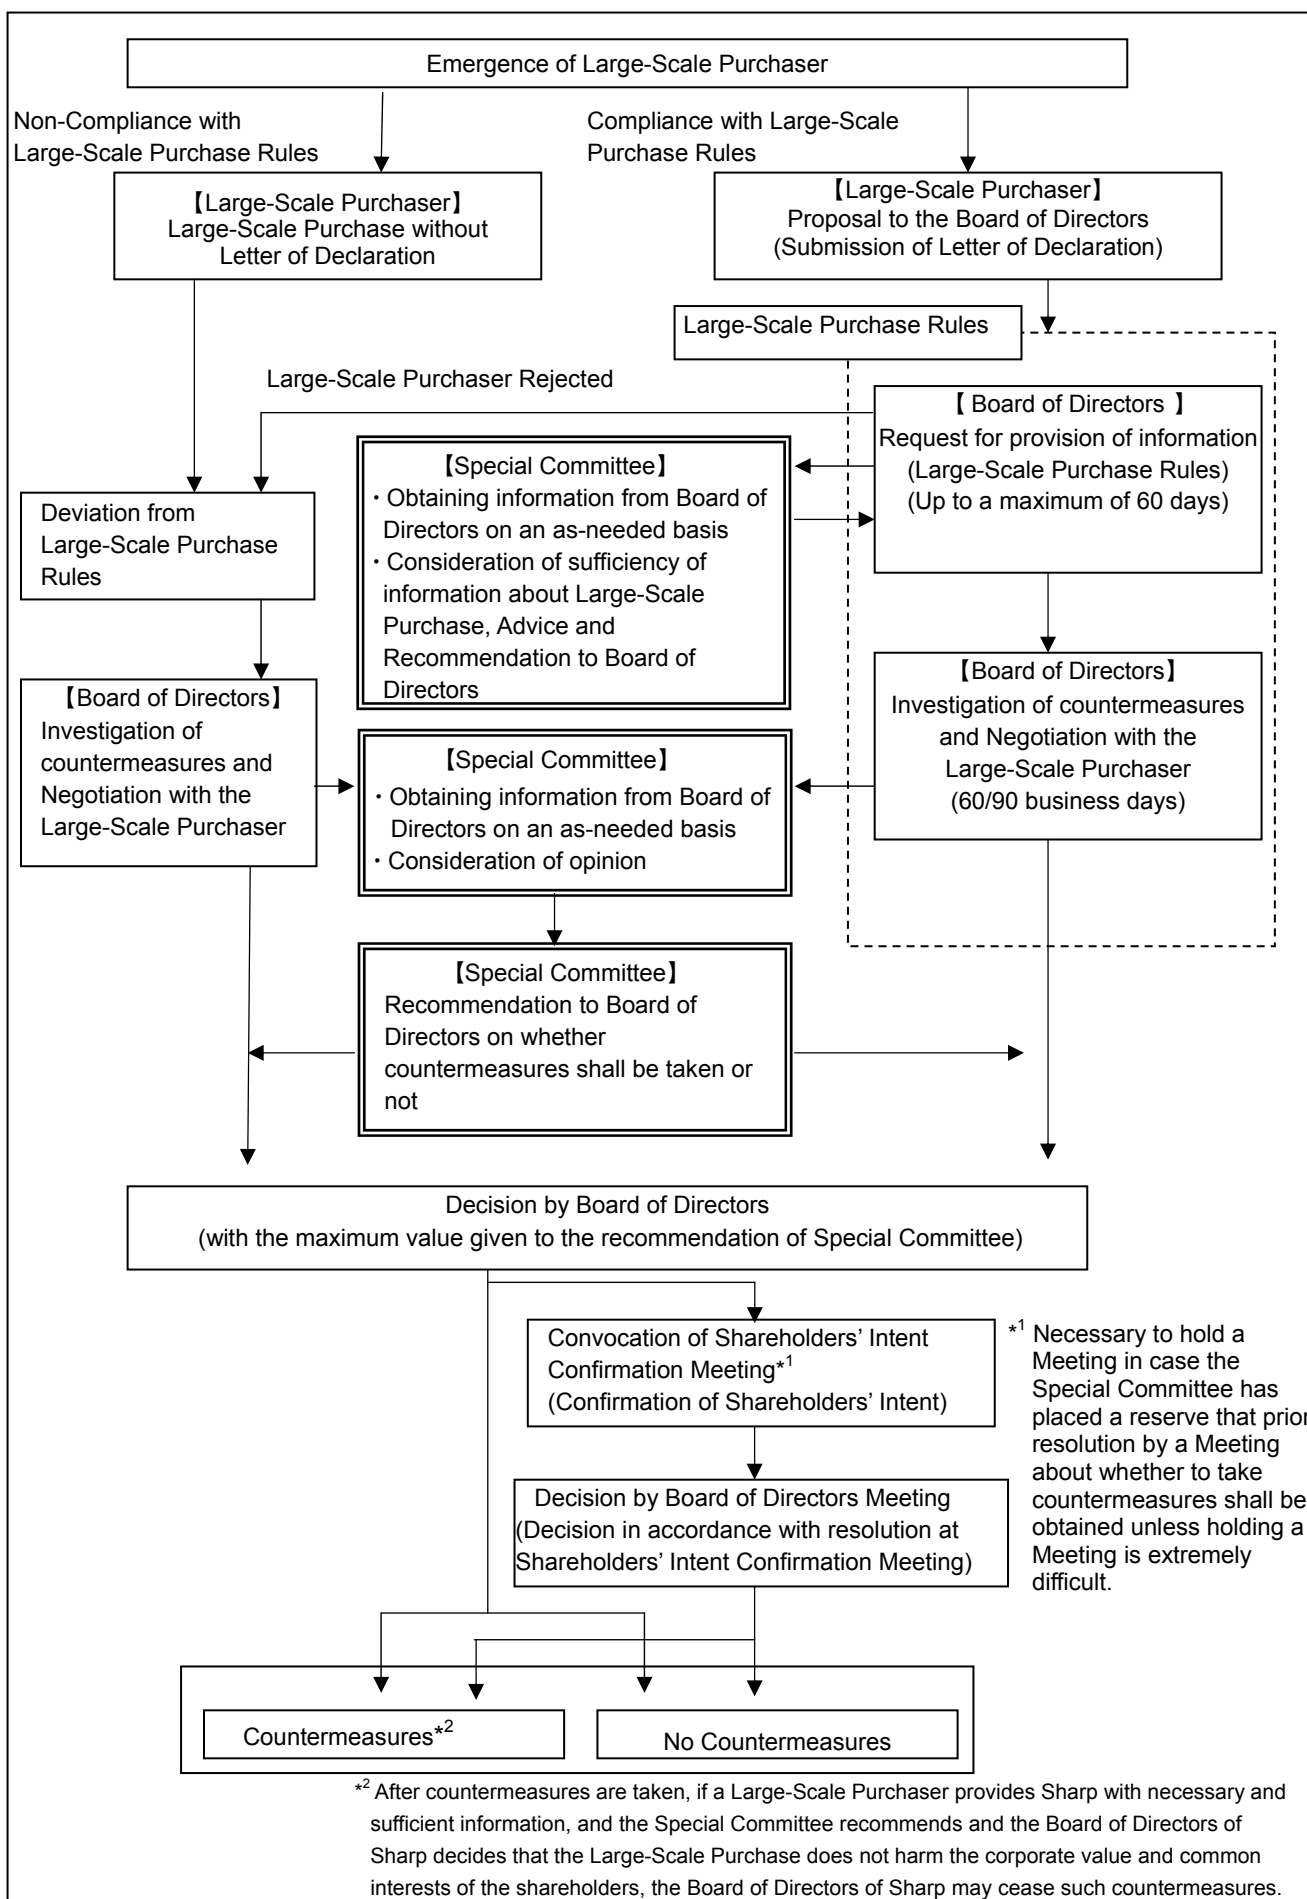 Emergence of Large-Scale Purchaser
Non-Compliance with
Large-Scale Purchase Rules
Compliance with Large-Scale
Purchase Rules
【Large-Scale Purchaser】
Large-Scale Purchase without
Letter of Declaration
【Large-Scale Purchaser】
Proposal to the Board of Directors
(Submission of Letter of Declaration)
Large-Scale Purchase Rules
Large-Scale Purchaser Rejected
【 Board of Directors 】
Request for provision of information
(Large-Scale Purchase Rules)
(Up to a maximum of 60 days)
【Special Committee】
・Obtaining information from Board of
Directors on an as-needed basis
・Consideration of sufficiency of
information about Large-Scale
Purchase, Advice and
Recommendation to Board of
Directors
Deviation from
Large-Scale Purchase
Rules
【Board of Directors】
Investigation of
countermeasures and
Negotiation with the
Large-Scale Purchaser
【Board of Directors】
Investigation of countermeasures
and Negotiation with the
Large-Scale Purchaser
(60/90 business days)
【Special Committee】
・Obtaining information from Board of
Directors on an as-needed basis
・Consideration of opinion
【Special Committee】
Recommendation to Board of
Directors on whether
countermeasures shall be taken or
not
Decision by Board of Directors
(with the maximum value given to the recommendation of Special Committee)
Convocation of Shareholders’ Intent
Confirmation Meeting*1
(Confirmation of Shareholders’ Intent)
*1 Necessary to hold a
Meeting in case the
Special Committee has
placed a reserve that prior
resolution by a Meeting
about whether to take
countermeasures shall be
obtained unless holding a
Meeting is extremely
difficult.
Decision by Board of Directors Meeting
(Decision in accordance with resolution at
Shareholders’ Intent Confirmation Meeting)
Countermeasures*2
No Countermeasures
*2 After countermeasures are taken, if a Large-Scale Purchaser provides Sharp with necessary and
sufficient information, and the Special Committee recommends and the Board of Directors of
Sharp decides that the Large-Scale Purchase does not harm the corporate value and common
interests of the shareholders, the Board of Directors of Sharp may cease such countermeasures.